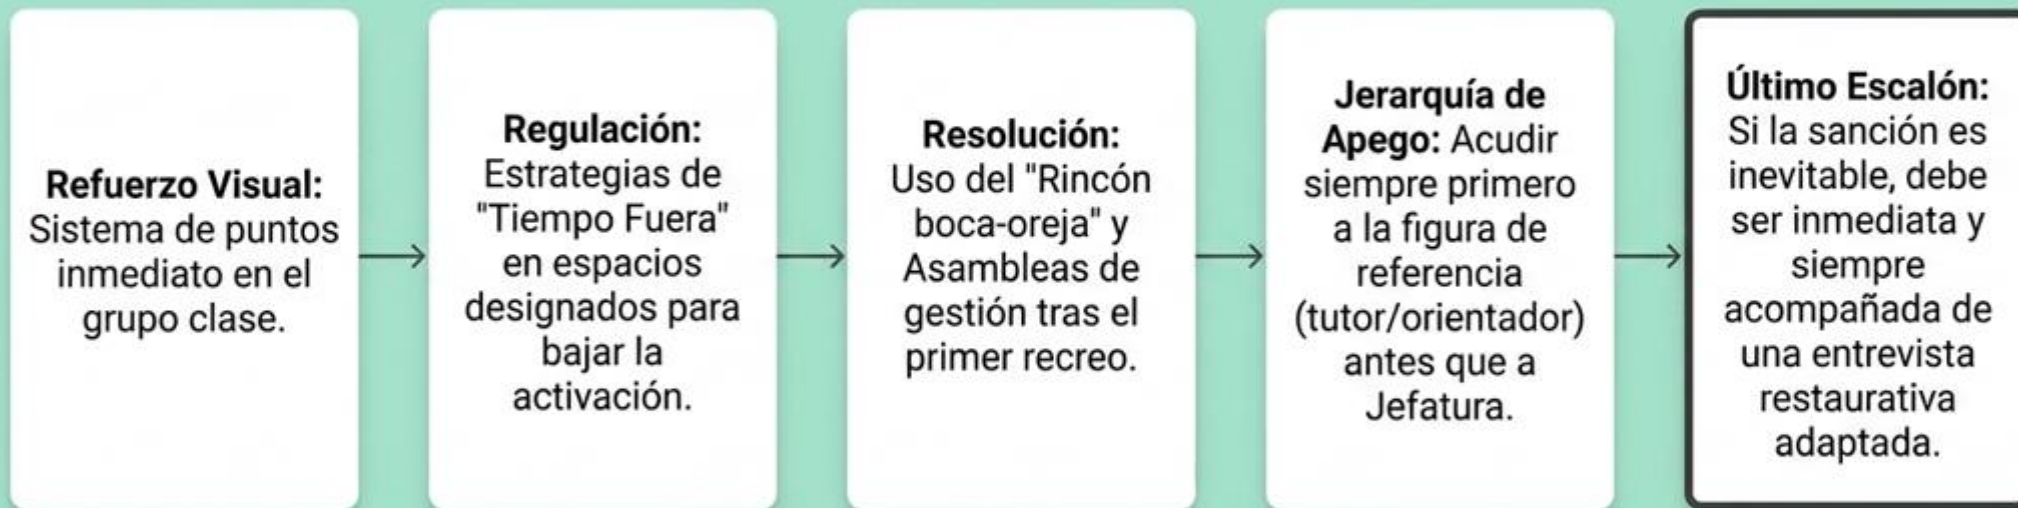 Refuerzo Visual:
Sistema de puntos
inmediato en el
grupo clase.
Regulación:
Estrategias de
"Tiempo Fuera"
en espacios
designados para
bajar la
activación.
Resolución:
Uso del "Rincón
boca-oreja" y
Asambleas de
gestión tras el
primer recreo.
Jerarquía de
Apego: Acudir
siempre primero
a la figura de
referencia
(tutor/orientador)
antes que a
Jefatura.
Último Escalón:
Si la sanción es
inevitable, debe
ser inmediata y
siempre
acompañada de
una entrevista
restaurativa
adaptada.